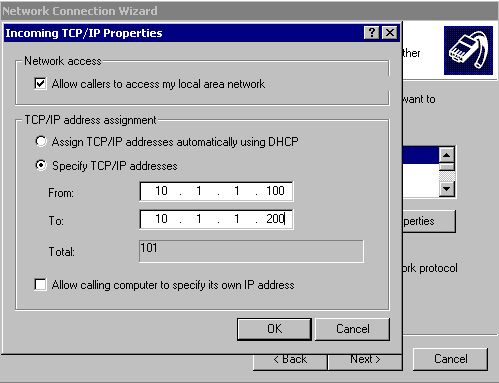 Network Connection Wizard
Incoming TCP/IP Properties
ther
Network access
Allow callers to access my local area network
want to
TCP/IP address assignment
Assign TCP/IP addresses automatically using DHCP
Specify TCP/IP addresses
From: 10 . 1 . 1 . 100
To: 10 . 1 . 1 . 200
perties
Total: 101
ork protocol
Allow calling computer to specify its own IP address
OK Cancel
< Back Next > Cancel